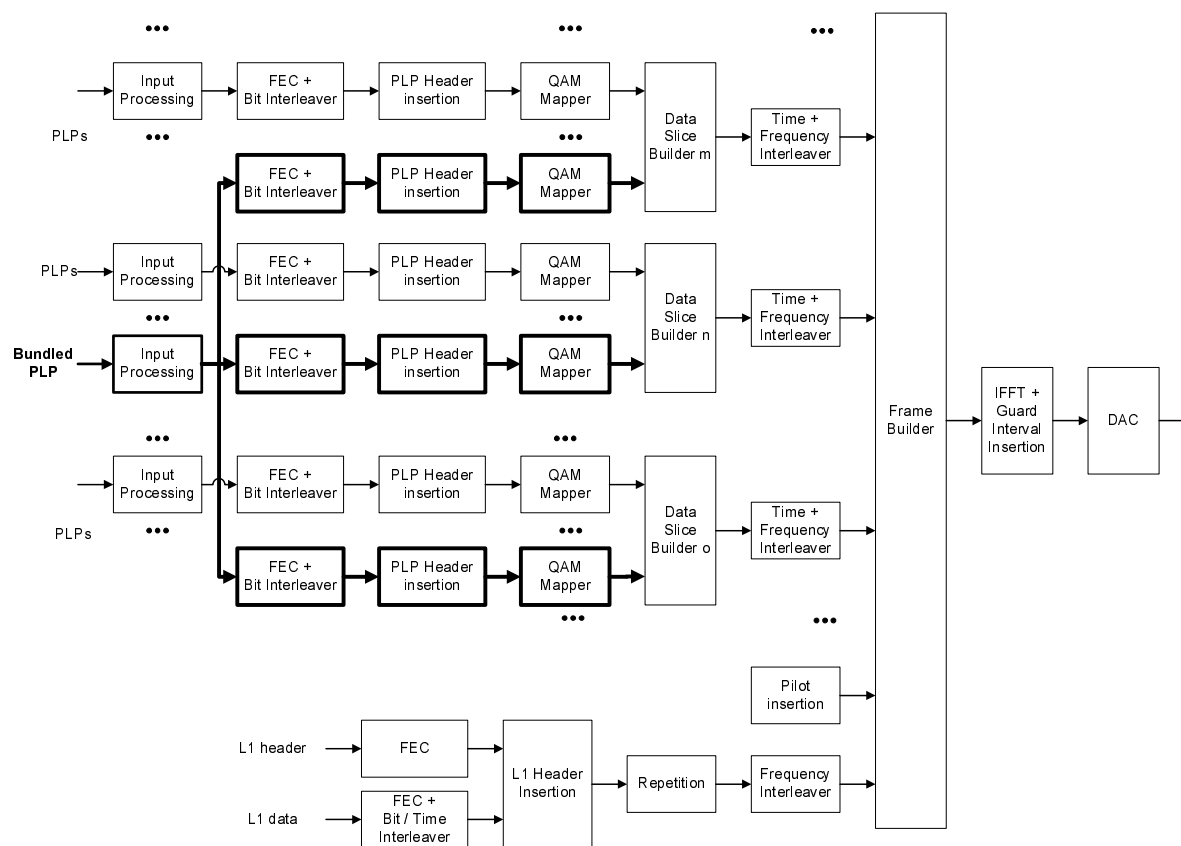 •••
•••
•••
Input
Processing
FEC +
Bit Interleaver
PLP Header
insertion
QAM
Mapper
PLPs
•••
•••
Data
Slice
Builder m
Time +
Frequency
Interleaver
FEC +
Bit Interleaver
PLP Header
insertion
QAM
Mapper
PLPs
Input
Processing
FEC +
Bit Interleaver
PLP Header
insertion
QAM
Mapper
•••
•••
Data
Slice
Builder n
Time +
Frequency
Interleaver
Bundled
PLP
Input
Processing
FEC +
Bit Interleaver
PLP Header
insertion
QAM
Mapper
Frame
Builder
IFFT +
Guard
Interval
Insertion
DAC
•••
•••
Input
Processing
FEC +
Bit Interleaver
PLP Header
insertion
QAM
Mapper
PLPs
•••
•••
Data
Slice
Builder o
Time +
Frequency
Interleaver
FEC +
Bit Interleaver
PLP Header
insertion
QAM
Mapper
•••
•••
Pilot
insertion
L1 header
FEC
L1 Header
Insertion
Repetition
Frequency
Interleaver
L1 data
FEC +
Bit / Time
Interleaver